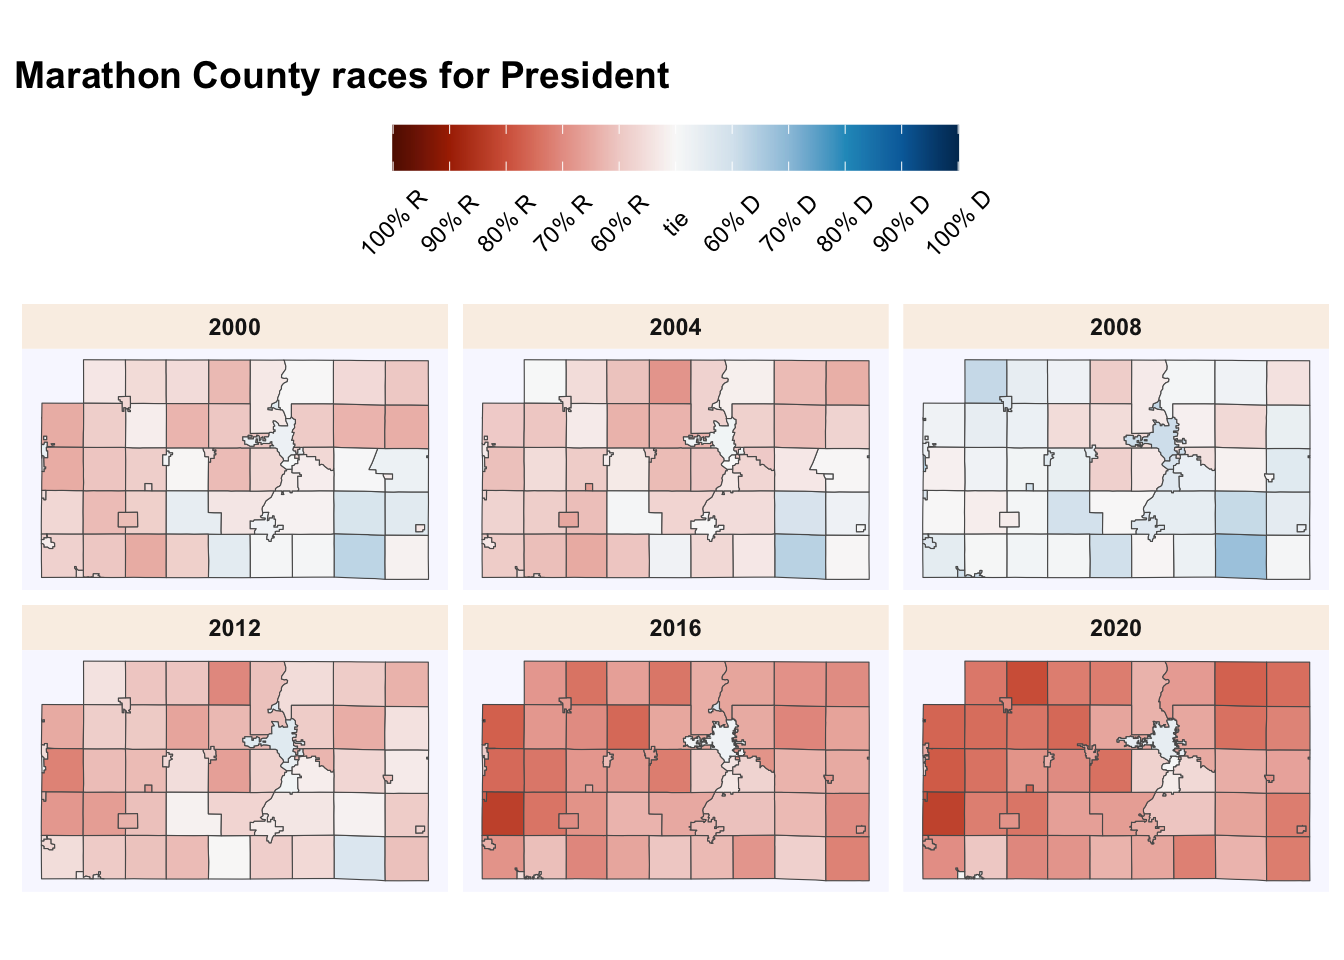 Marathon County races for President
100% R
90% R
80% R
70% R
60% R
tie
60% D
70% D
80% D
90% D
100% D
2000
2004
2008
2012
2016
2020